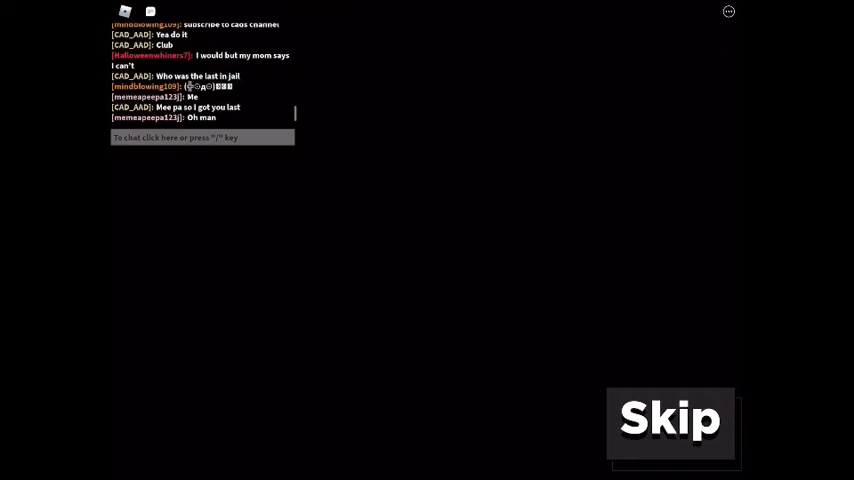 [mindblowing109]: subscribe to cads channel
[CAD_AAD]: Yea do it
[CAD_AAD]: Club
[Halloweenwhiners7]: I would but my mom says
I can't
[CAD_AAD]: Who was the last in jail
[mindblowing109]:
[memeapeepa123j]: Me
[CAD_AAD]: Mee pa so I got you last
[memeapeepa123j]: Oh man
To chat click here or press "/" key
Skip